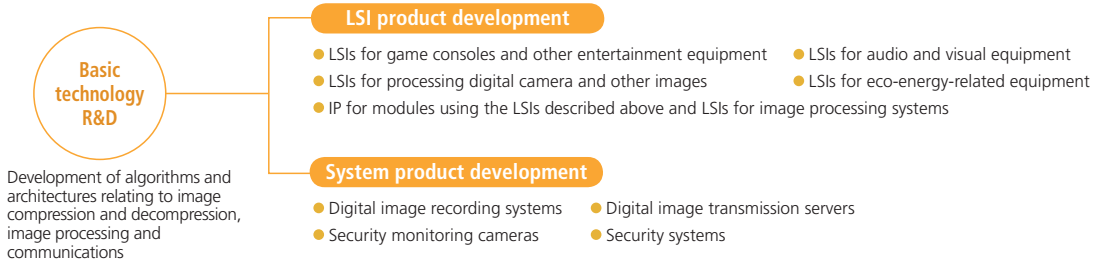 Basic
technology
R&D
Development of algorithms and
architectures relating to image
compression and decompression,
image processing and
communications
LSI product development
LSIs for game consoles and other entertainment equipment
LSIs for audio and visual equipment
LSIs for processing digital camera and other images
LSIs for eco-energy-related equipment
IP for modules using the LSIs described above and LSIs for image processing systems
System product development
Digital image recording systems
Digital image transmission servers
Security monitoring cameras
Security systems